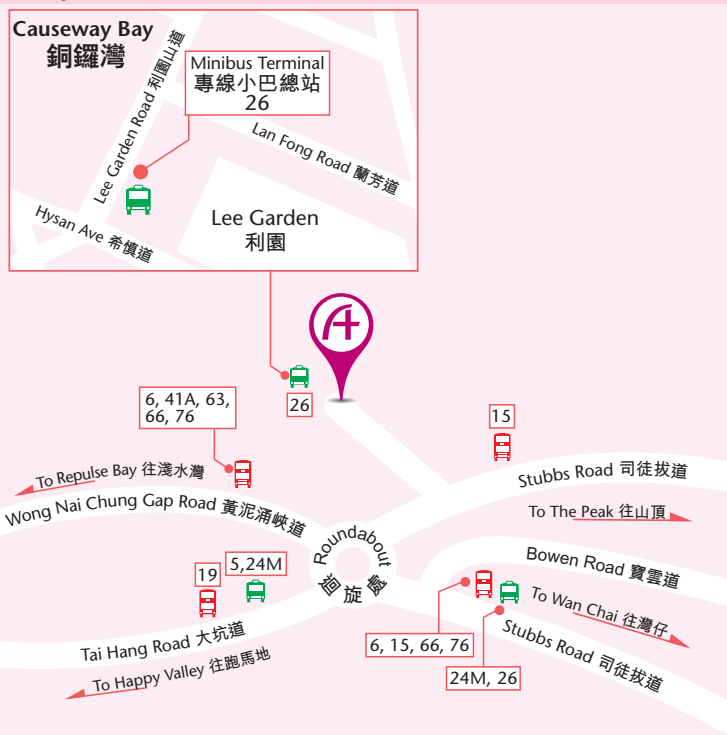 Causeway Bay
銅鑼灣
Minibus Terminal
專線小巴總站
26
Lee Garden Road 利園山道
Lan Fong Road 蘭芳道
Hysan Ave 希慎道
Lee Garden
利園
26
6, 41A, 63,
66, 76
15
To Repulse Bay 往淺水灣
Wong Nai Chung Gap Road 黃泥涌峽道
Stubbs Road 司徒拔道
To The Peak 往山頂
Roundabout
迴旋處
Bowen Road 寶雲道
19
5,24M
To Wan Chai 往灣仔
Tai Hang Road 大坑道
6, 15, 66, 76
Stubbs Road 司徒拔道
To Happy Valley 往跑馬地
24M, 26